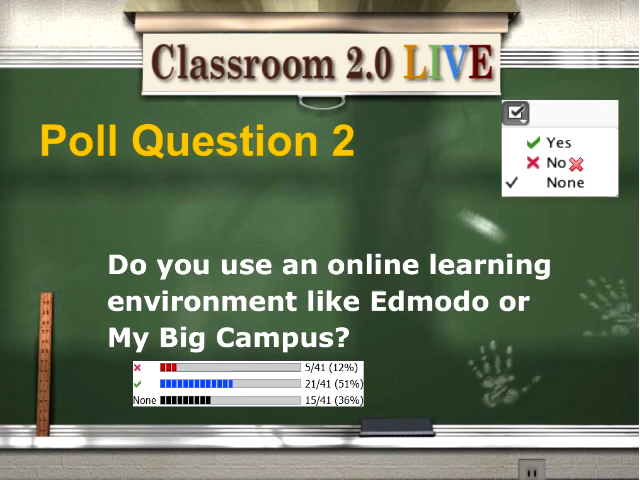 Classroom 2.0 LIVE
Poll Question 2
Yes
No
None
Do you use an online learning
environment like Edmodo or
My Big Campus?
5/41 (12%)
21/41 (51%)
None 15/41 (36%)